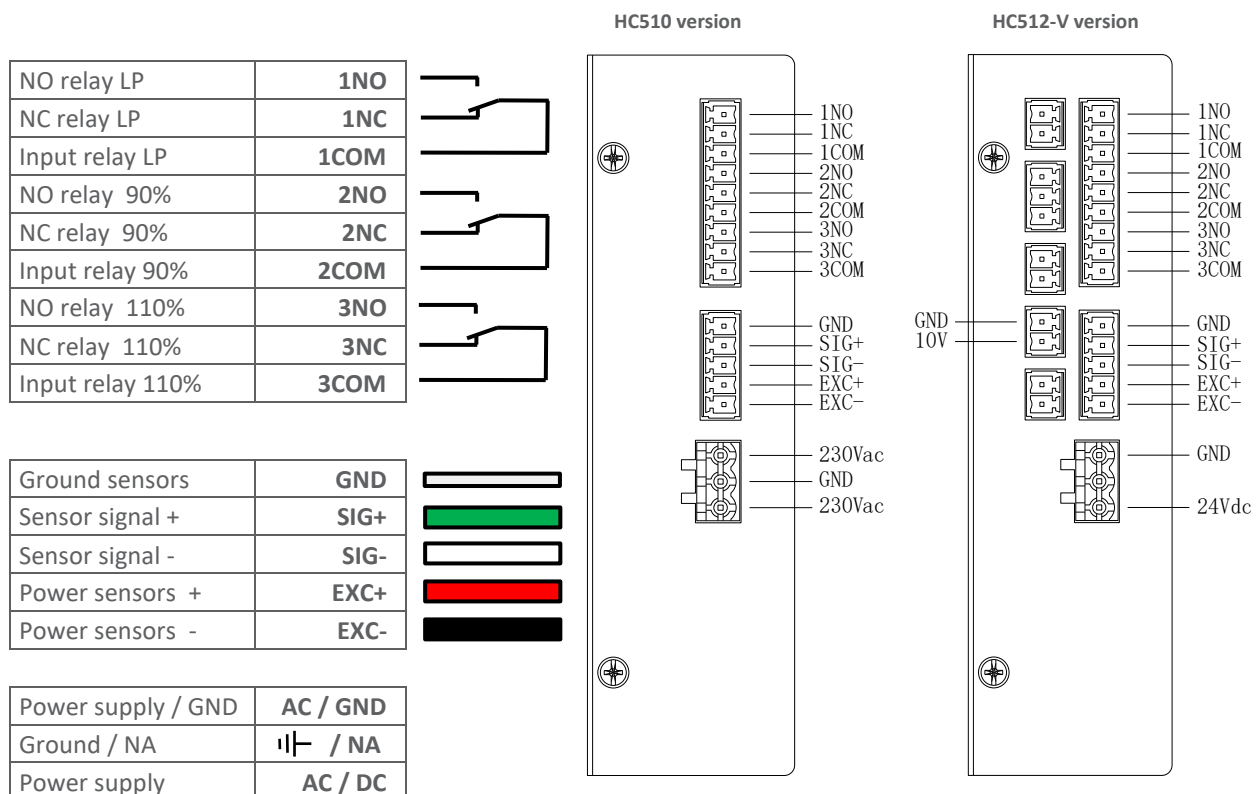 HC510 version
HC512-V version
NO relay LP 1NO
NC relay LP 1NC
Input relay LP 1COM
NO relay 90% 2NO
NC relay 90% 2NC
Input relay 90% 2COM
NO relay 110% 3NO
NC relay 110% 3NC
Input relay 110% 3COM
Ground sensors GND
Sensor signal + SIG+
Sensor signal - SIG-
Power sensors + EXC+
Power sensors - EXC-
Power supply / GND AC / GND
Ground / NA / NA
Power supply AC / DC
1NO
1NC
1COM
2NO
2NC
2COM
3NO
3NC
3COM
GND
SIG+
SIG-
EXC+
EXC-
230Vac
GND
230Vac
GND
10V
1NO
1NC
1COM
2NO
2NC
2COM
3NO
3NC
3COM
GND
SIG+
SIG-
EXC+
EXC-
GND
24Vdc